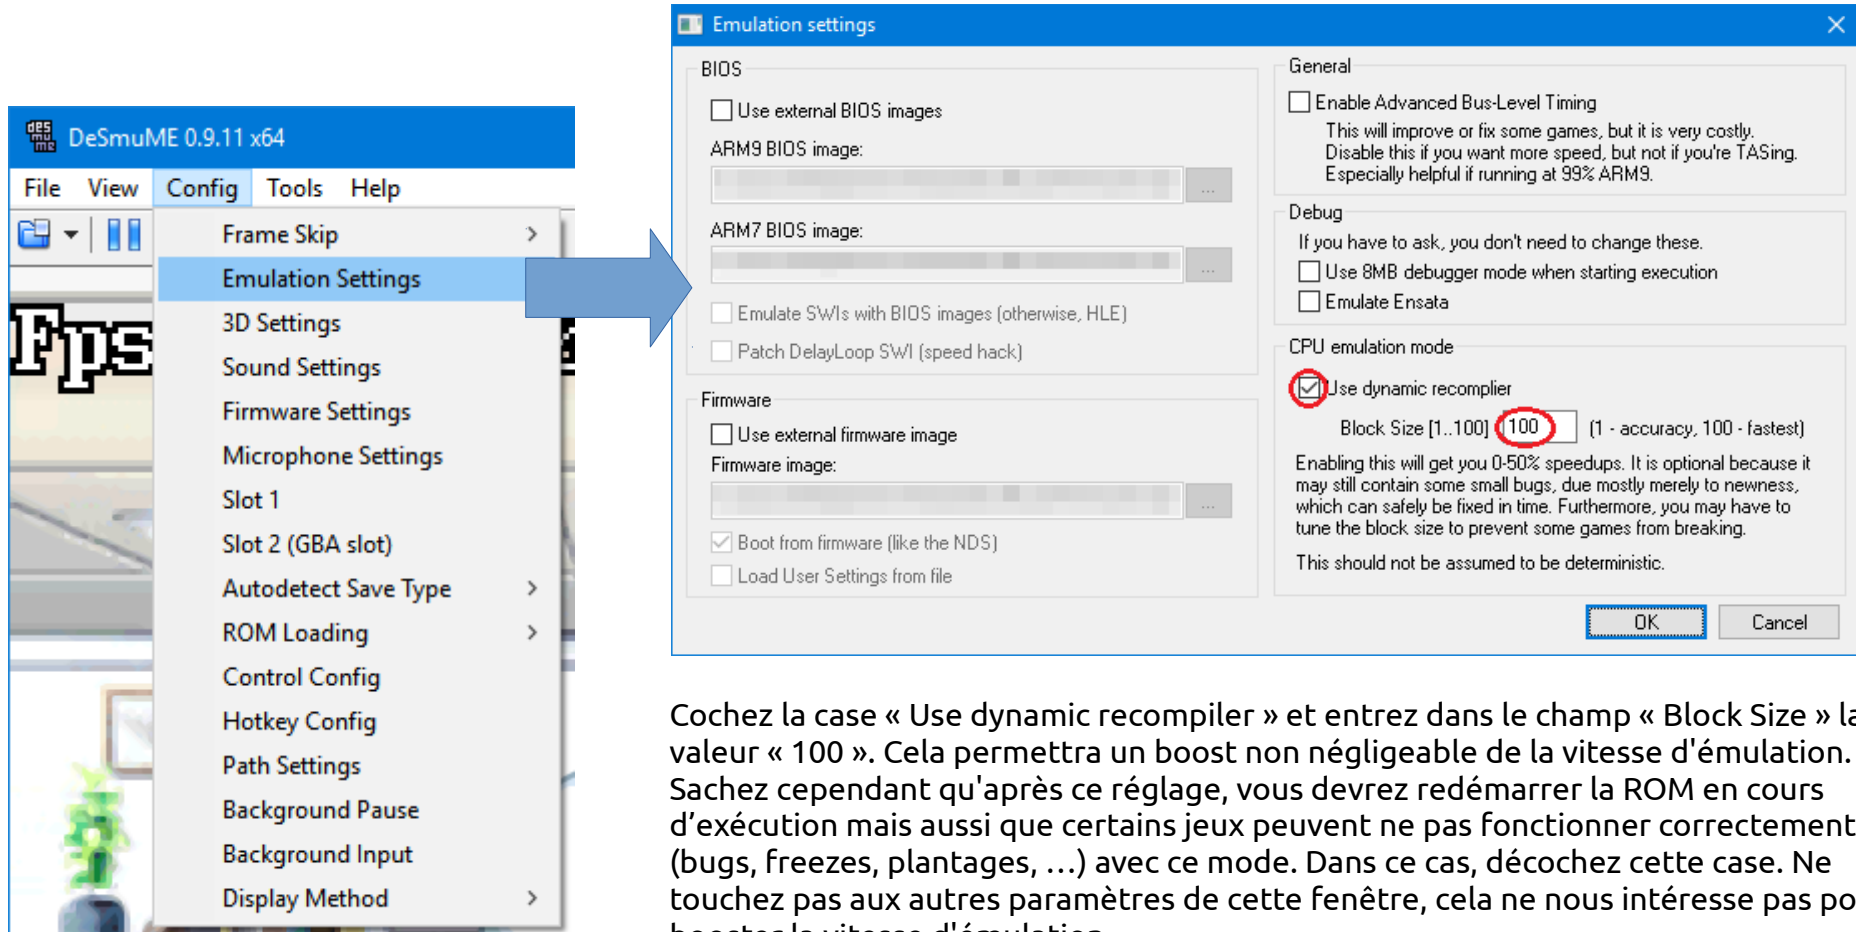 DeSmuME 0.9.11 x64
File View Config Tools Help
Frame Skip
Emulation Settings
3D Settings
Sound Settings
Firmware Settings
Microphone Settings
Slot 1
Slot 2 (GBA slot)
Autodetect Save Type
ROM Loading
Control Config
Hotkey Config
Path Settings
Background Pause
Background Input
Display Method
Fps
Emulation settings
BIOS
Use external BIOS images
ARM9 BIOS image:
...
ARM7 BIOS image:
...
Emulate SWIs with BIOS images (otherwise, HLE)
Patch DelayLoop SWI (speed hack)
Firmware
Use external firmware image
Firmware image:
...
Boot from firmware (like the NDS)
Load User Settings from file
General
Enable Advanced Bus-Level Timing
This will improve or fix some games, but it is very costly.
Disable this if you want more speed, but not if you're TASing.
Especially helpful if running at 99% ARM9.
Debug
If you have to ask, you don't need to change these.
Use 8MB debugger mode when starting execution
Emulate Ensata
CPU emulation mode
Use dynamic recomplier
Block Size [1..100] 100 (1 - accuracy, 100 - fastest)
Enabling this will get you 0-50% speedups. It is optional because it
may still contain some small bugs, due mostly merely to newness,
which can safely be fixed in time. Furthermore, you may have to
tune the block size to prevent some games from breaking.
This should not be assumed to be deterministic.
OK Cancel
Cochez la case « Use dynamic recompiler » et entrez dans le champ « Block Size » la
valeur « 100 ». Cela permettra un boost non négligeable de la vitesse d'émulation.
Sachez cependant qu'après ce réglage, vous devrez redémarrer la ROM en cours
d’exécution mais aussi que certains jeux peuvent ne pas fonctionner correctement
(bugs, freezes, plantages, …) avec ce mode. Dans ce cas, décochez cette case. Ne
touchez pas aux autres paramètres de cette fenêtre, cela ne nous intéresse pas po
booster la vitesse d'émulation